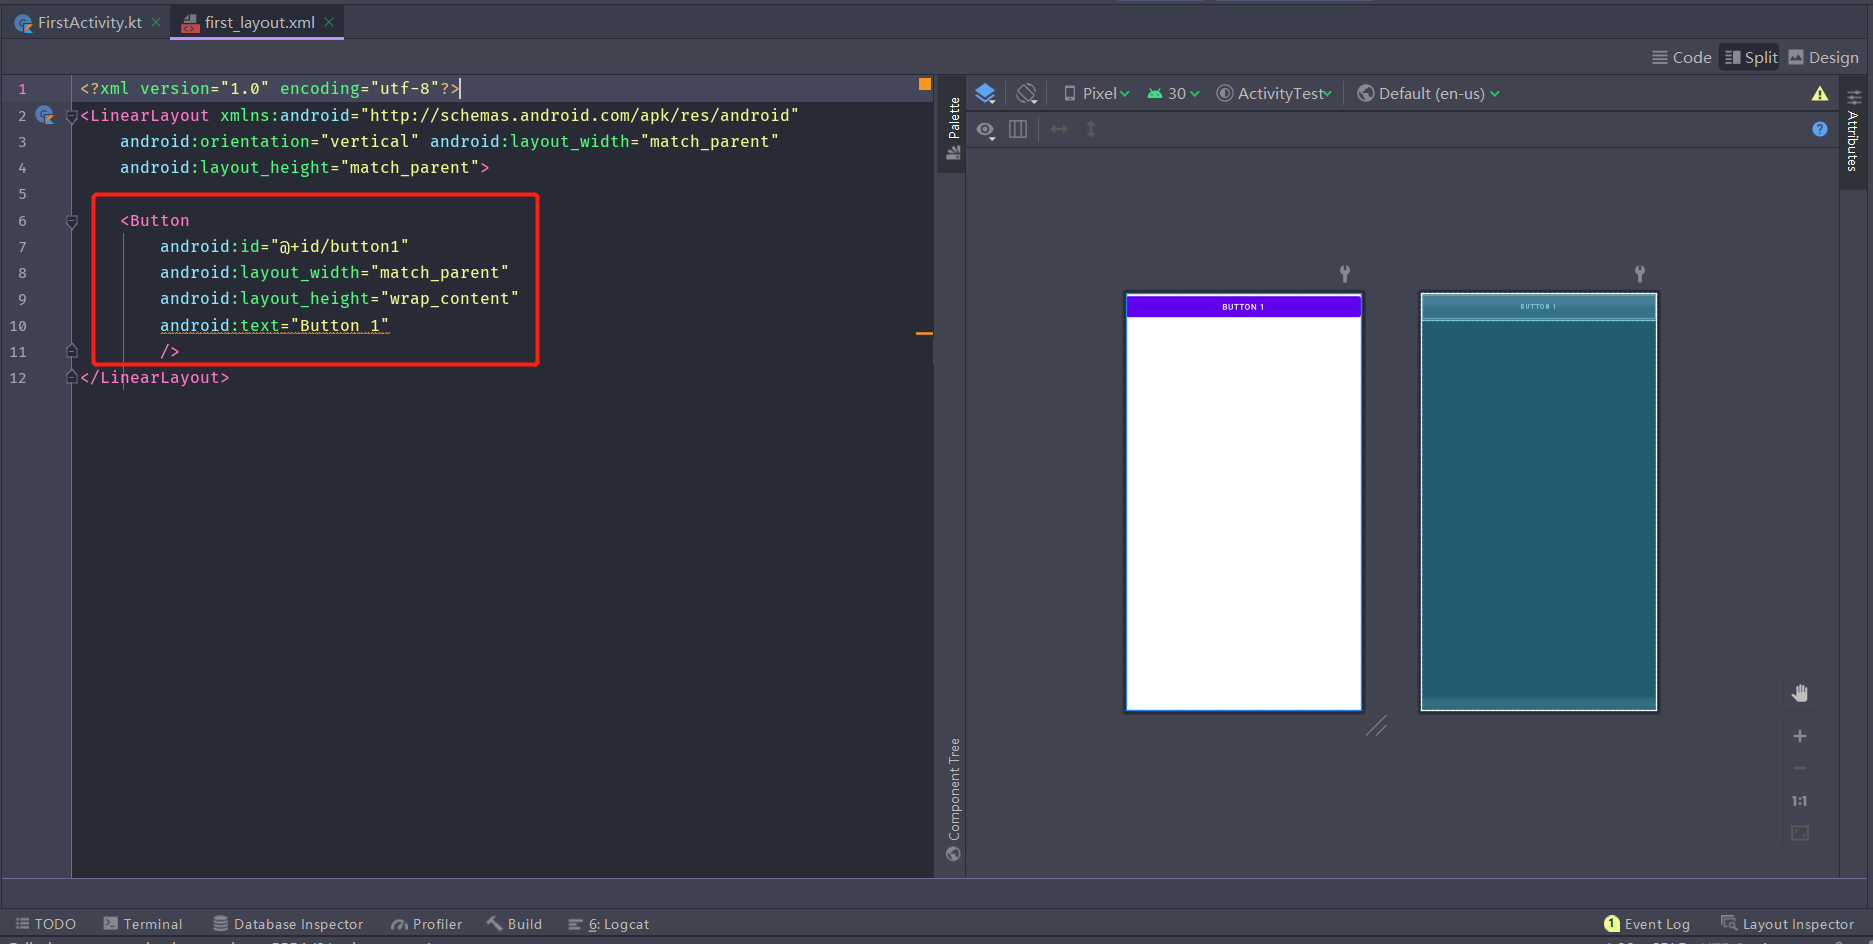 FirstActivity.kt
first_layout.xml
Code
Split
Design
1 <?xml version="1.0" encoding="utf-8"?>
2 <LinearLayout xmlns:android="http://schemas.android.com/apk/res/android"
3 android:orientation="vertical" android:layout_width="match_parent"
4 android:layout_height="match_parent">
5
6 <Button
7 android:id="@+id/button1"
8 android:layout_width="match_parent"
9 android:layout_height="wrap_content"
10 android:text="Button 1"
11 />
12 </LinearLayout>
Palette
Component Tree
Pixel
30
ActivityTest
Default (en-us)
Attributes
BUTTON 1
BUTTON 1
1:1
TODO
Terminal
Database Inspector
Profiler
Build
6: Logcat
1 Event Log
Layout Inspector